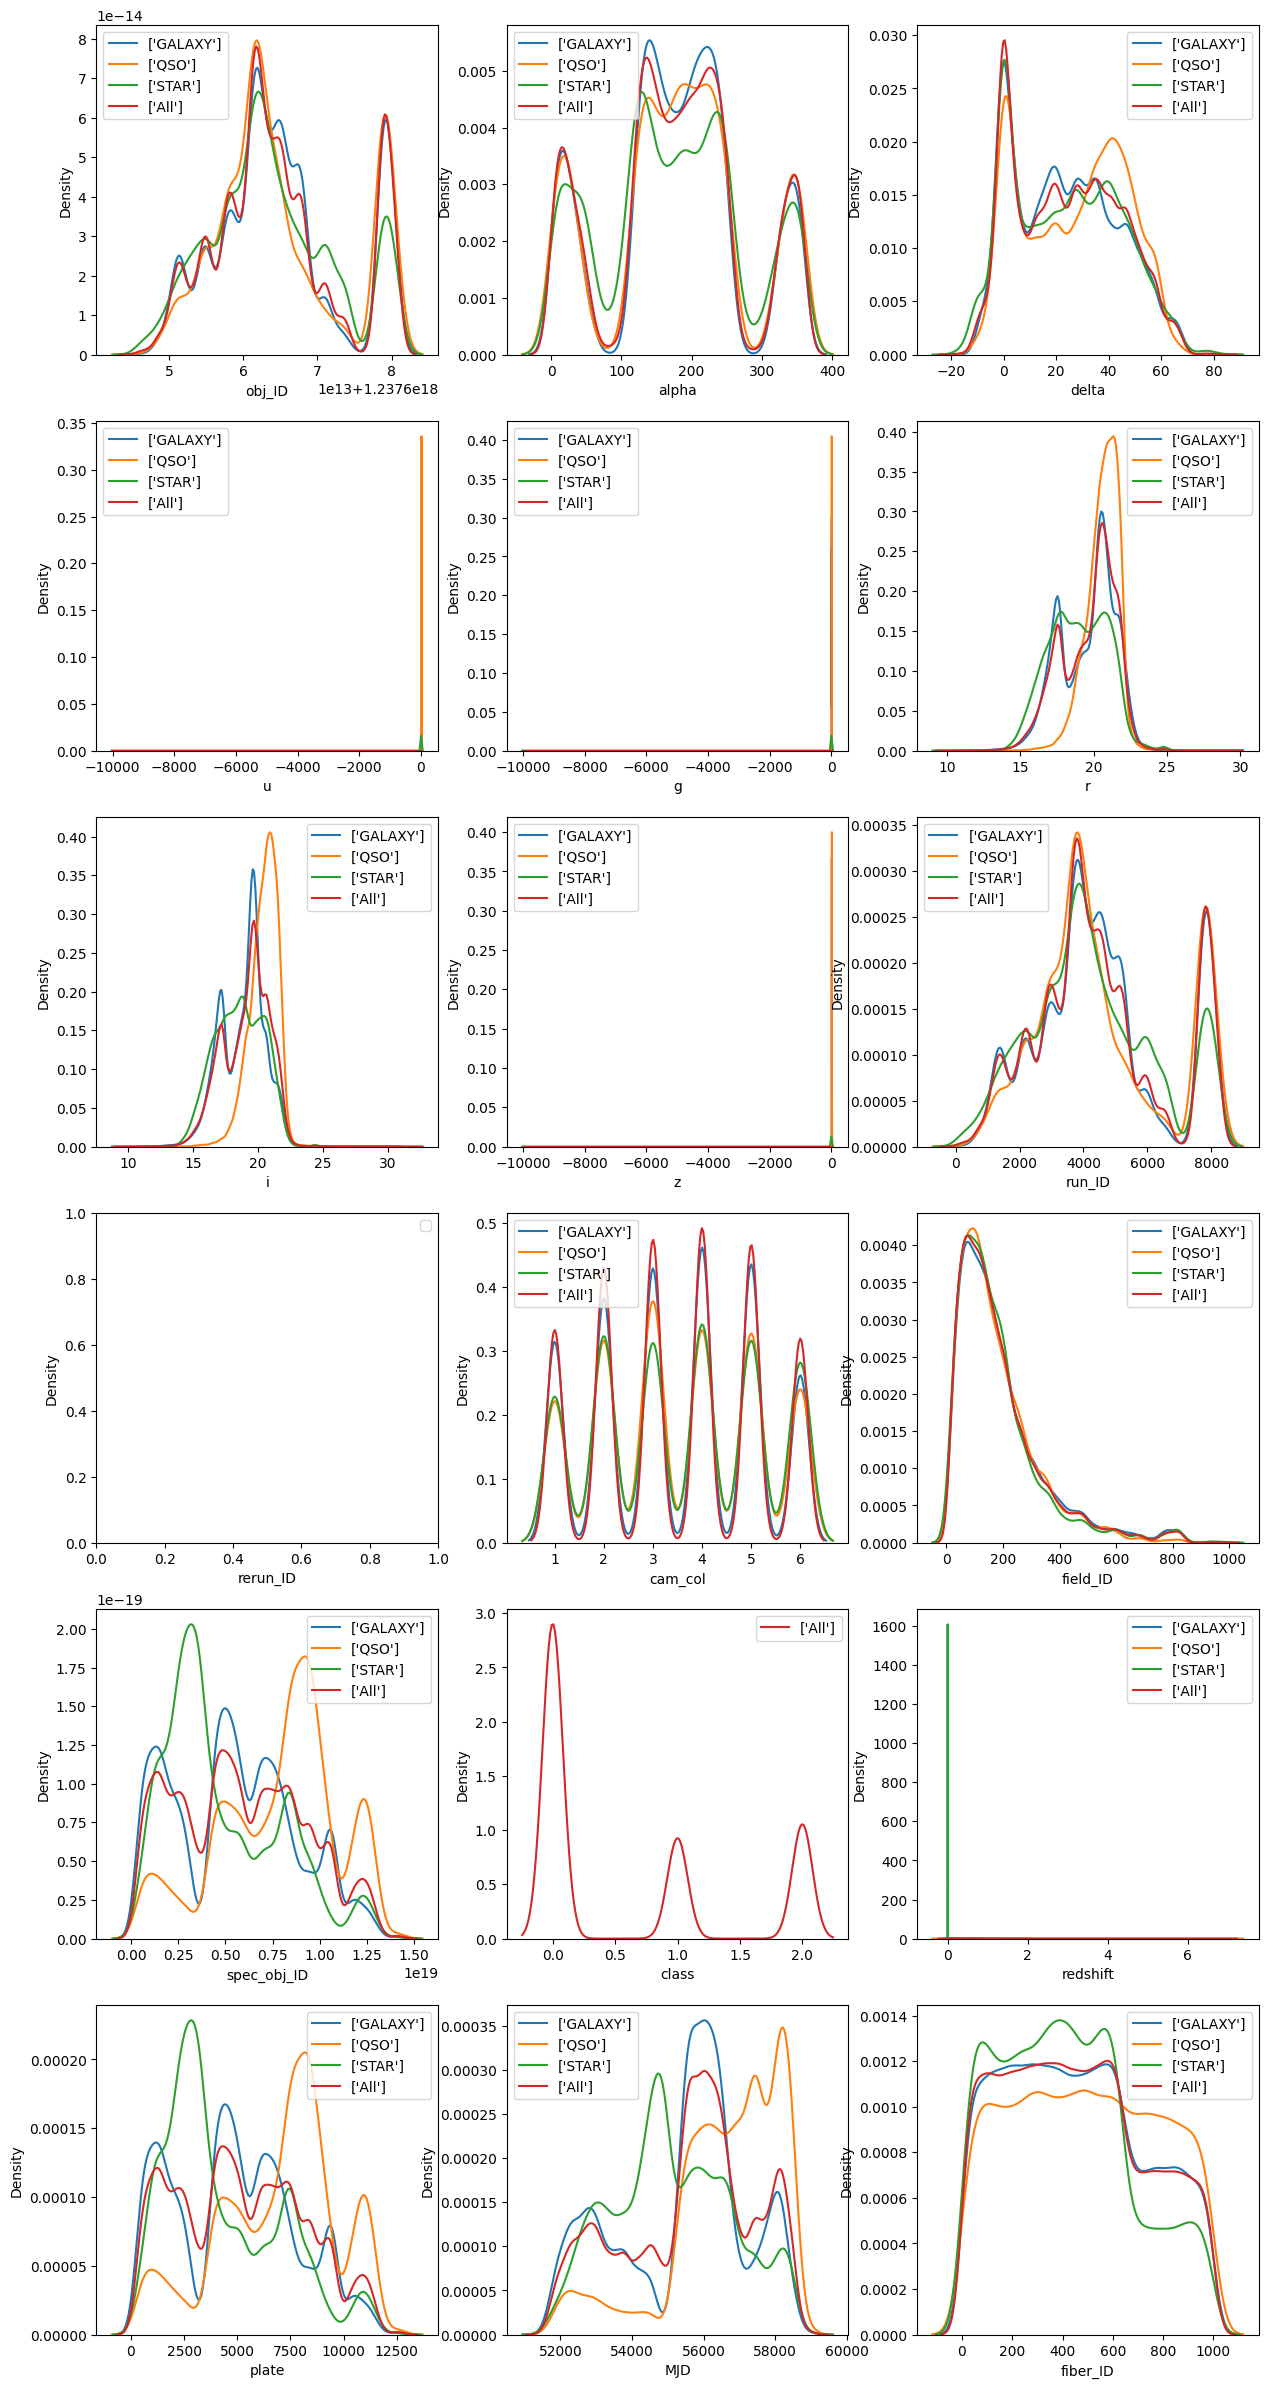 1e−14
8
7
6
5
4
3
2
1
0
Density
['GALAXY']
['QSO']
['STAR']
['All']
5 6 7 8
obj_ID
1e13+1.2376e18
0.005
0.004
0.003
0.002
0.001
0.000
Density
['GALAXY']
['QSO']
['STAR']
['All']
0 100 200 300 400
alpha
0.030
0.025
0.020
0.015
0.010
0.005
0.000
Density
['GALAXY']
['QSO']
['STAR']
['All']
−20 0 20 40 60 80
delta
0.35
0.30
0.25
0.20
0.15
0.10
0.05
0.00
Density
['GALAXY']
['QSO']
['STAR']
['All']
−10000 −8000 −6000 −4000 −2000 0
u
0.40
0.35
0.30
0.25
0.20
0.15
0.10
0.05
0.00
Density
['GALAXY']
['QSO']
['STAR']
['All']
−10000 −8000 −6000 −4000 −2000 0
g
0.40
0.35
0.30
0.25
0.20
0.15
0.10
0.05
0.00
Density
['GALAXY']
['QSO']
['STAR']
['All']
10 15 20 25 30
r
0.40
0.35
0.30
0.25
0.20
0.15
0.10
0.05
0.00
Density
['GALAXY']
['QSO']
['STAR']
['All']
10 15 20 25 30
i
0.40
0.35
0.30
0.25
0.20
0.15
0.10
0.05
0.00
Density
['GALAXY']
['QSO']
['STAR']
['All']
−10000 −8000 −6000 −4000 −2000 0
z
0.00035
0.00030
0.00025
0.00020
0.00015
0.00010
0.00005
0.00000
Density
['GALAXY']
['QSO']
['STAR']
['All']
0 2000 4000 6000 8000
run_ID
1.0
0.8
0.6
0.4
0.2
0.0
Density
0.0 0.2 0.4 0.6 0.8 1.0
rerun_ID
0.5
0.4
0.3
0.2
0.1
0.0
Density
['GALAXY']
['QSO']
['STAR']
['All']
1 2 3 4 5 6
cam_col
0.0040
0.0035
0.0030
0.0025
0.0020
0.0015
0.0010
0.0005
0.0000
Density
['GALAXY']
['QSO']
['STAR']
['All']
0 200 400 600 800 1000
field_ID
1e−19
2.00
1.75
1.50
1.25
1.00
0.75
0.50
0.25
0.00
Density
['GALAXY']
['QSO']
['STAR']
['All']
0.00 0.25 0.50 0.75 1.00 1.25 1.50
spec_obj_ID
1e19
3.0
2.5
2.0
1.5
1.0
0.5
0.0
Density
['All']
0.0 0.5 1.0 1.5 2.0
class
1600
1400
1200
1000
800
600
400
200
0
Density
['GALAXY']
['QSO']
['STAR']
['All']
0 2 4 6
redshift
0.00020
0.00015
0.00010
0.00005
0.00000
Density
['GALAXY']
['QSO']
['STAR']
['All']
0 2500 5000 7500 10000 12500
plate
0.00035
0.00030
0.00025
0.00020
0.00015
0.00010
0.00005
0.00000
Density
['GALAXY']
['QSO']
['STAR']
['All']
52000 54000 56000 58000 60000
MJD
0.0014
0.0012
0.0010
0.0008
0.0006
0.0004
0.0002
0.0000
Density
['GALAXY']
['QSO']
['STAR']
['All']
0 200 400 600 800 1000
fiber_ID